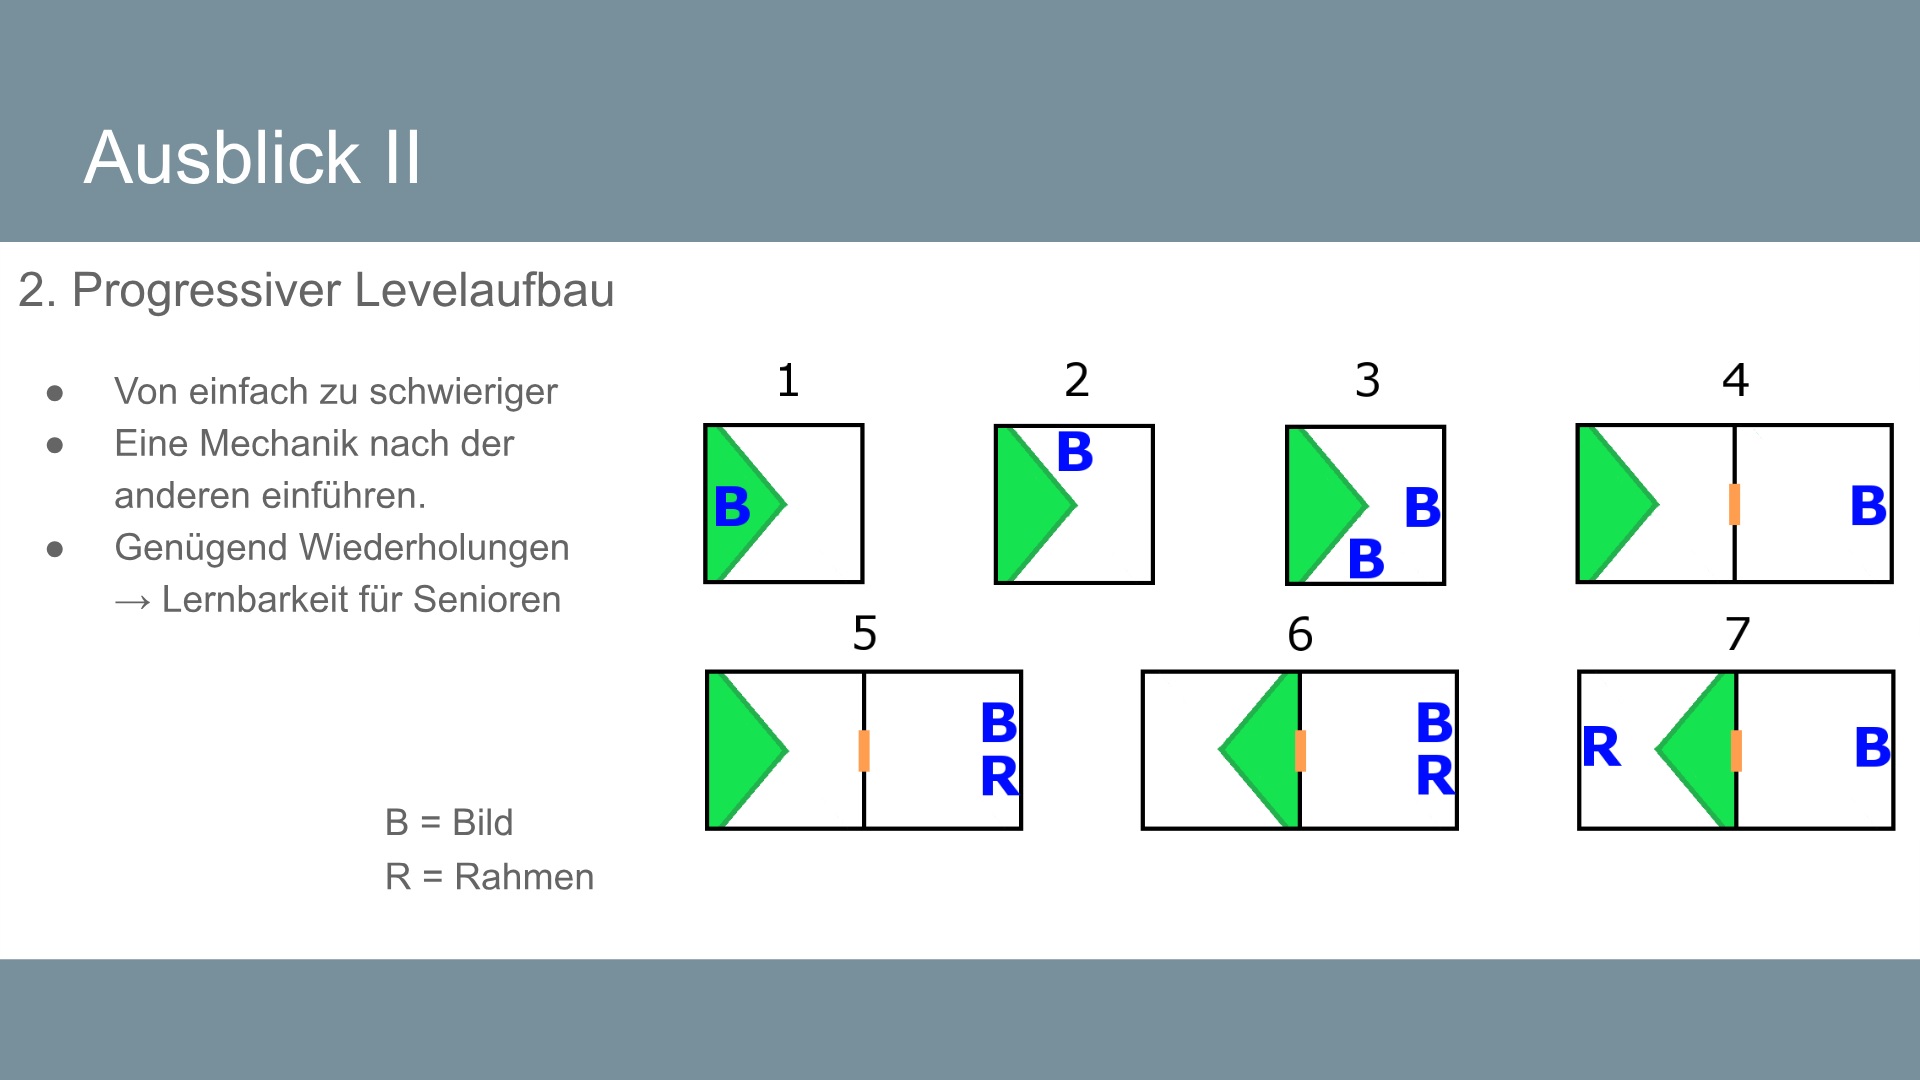 Ausblick II
2. Progressiver Levelaufbau
● Von einfach zu schwieriger
● Eine Mechanik nach der
anderen einführen.
● Genügend Wiederholungen
→ Lernbarkeit für Senioren
B = Bild
R = Rahmen
1
2
3
4
B
B
B
B
B
5
6
7
B
R
B
R
R
B